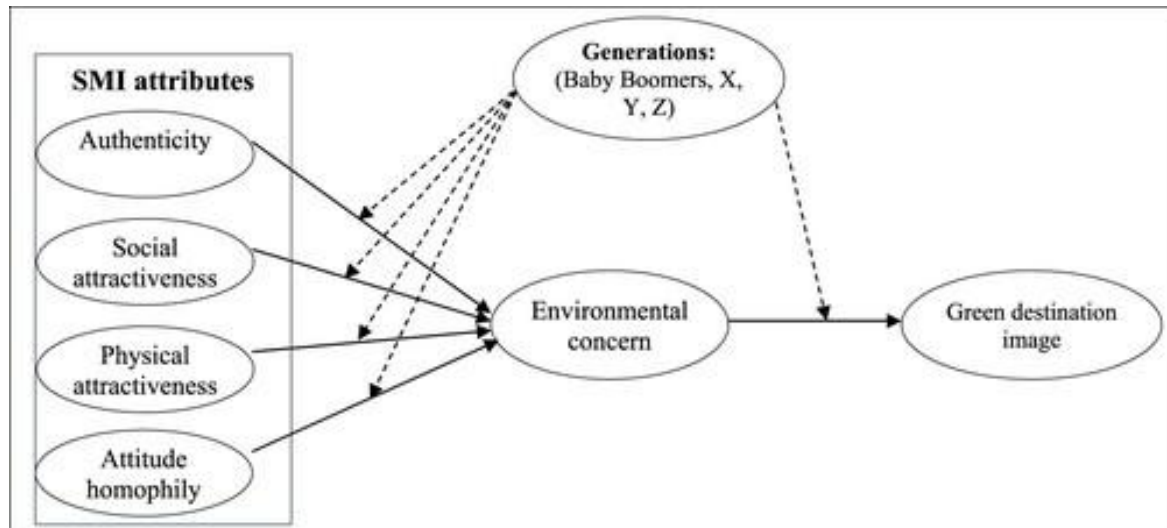 SMI attributes
Authenticity
Social
attractiveness
Physical
attractiveness
Attitude
homophily
Generations:
(Baby Boomers, X,
Y, Z)
Environmental
concern
Green destination
image